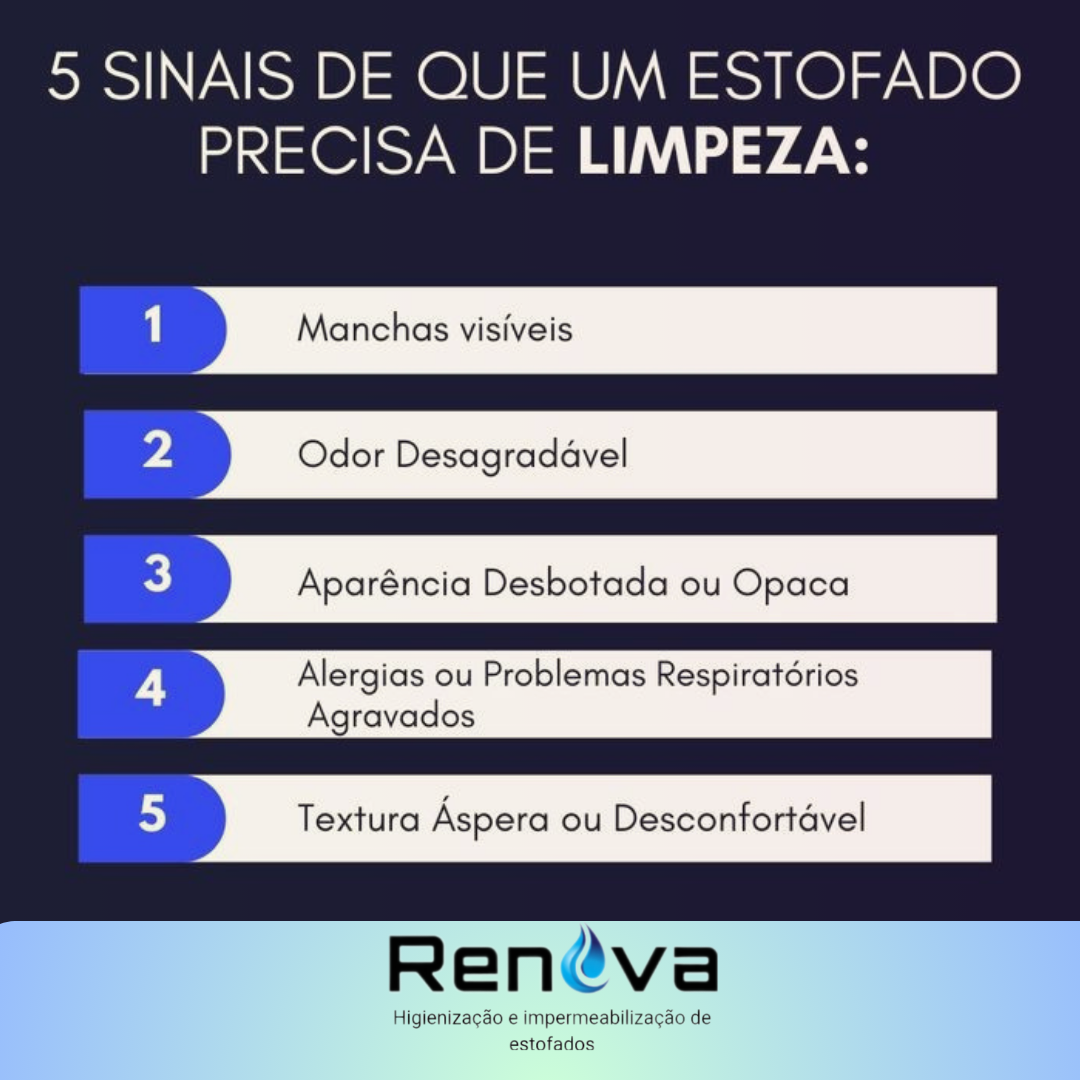 5 SINAIS DE QUE UM ESTOFADO
PRECISA DE LIMPEZA:
1
Manchas visíveis
2
Odor Desagradável
3
Aparência Desbotada ou Opaca
4
Alergias ou Problemas Respiratórios
Agravados
5
Textura Áspera ou Desconfortável
Renova
Higienização e impermeabilização de
estofados